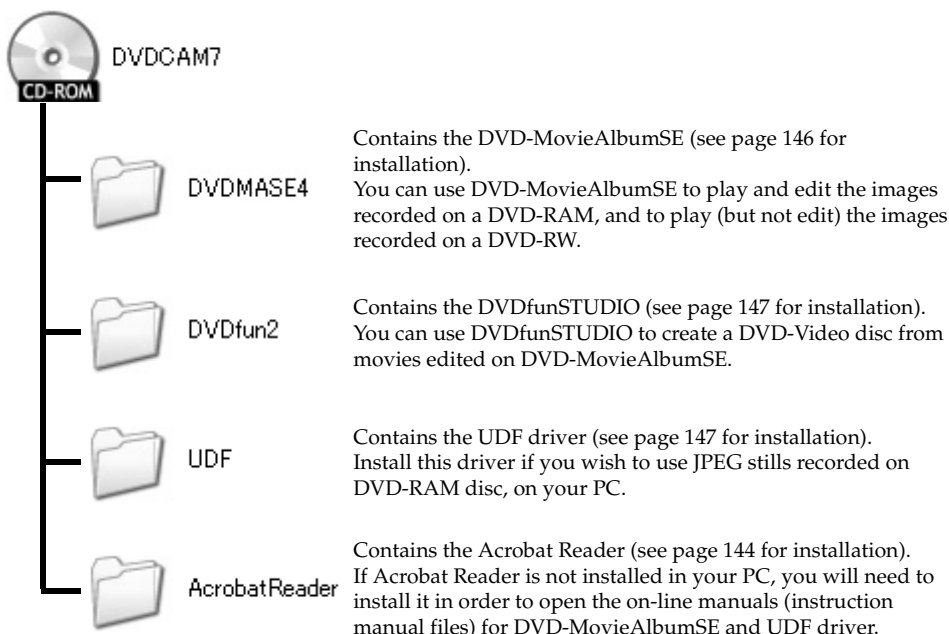 DVDCAM7
CD-ROM
DVDMASE4
Contains the DVD-MovieAlbumSE (see page 146 for
installation).
You can use DVD-MovieAlbumSE to play and edit the images
recorded on a DVD-RAM, and to play (but not edit) the images
recorded on a DVD-RW.
DVDfun2
Contains the DVDfunSTUDIO (see page 147 for installation).
You can use DVDfunSTUDIO to create a DVD-Video disc from
movies edited on DVD-MovieAlbumSE.
UDF
Contains the UDF driver (see page 147 for installation).
Install this driver if you wish to use JPEG stills recorded on
DVD-RAM disc, on your PC.
AcrobatReader
Contains the Acrobat Reader (see page 144 for installation).
If Acrobat Reader is not installed in your PC, you will need to
install it in order to open the on-line manuals (instruction
manual files) for DVD-MovieAlbumSE and UDF driver.